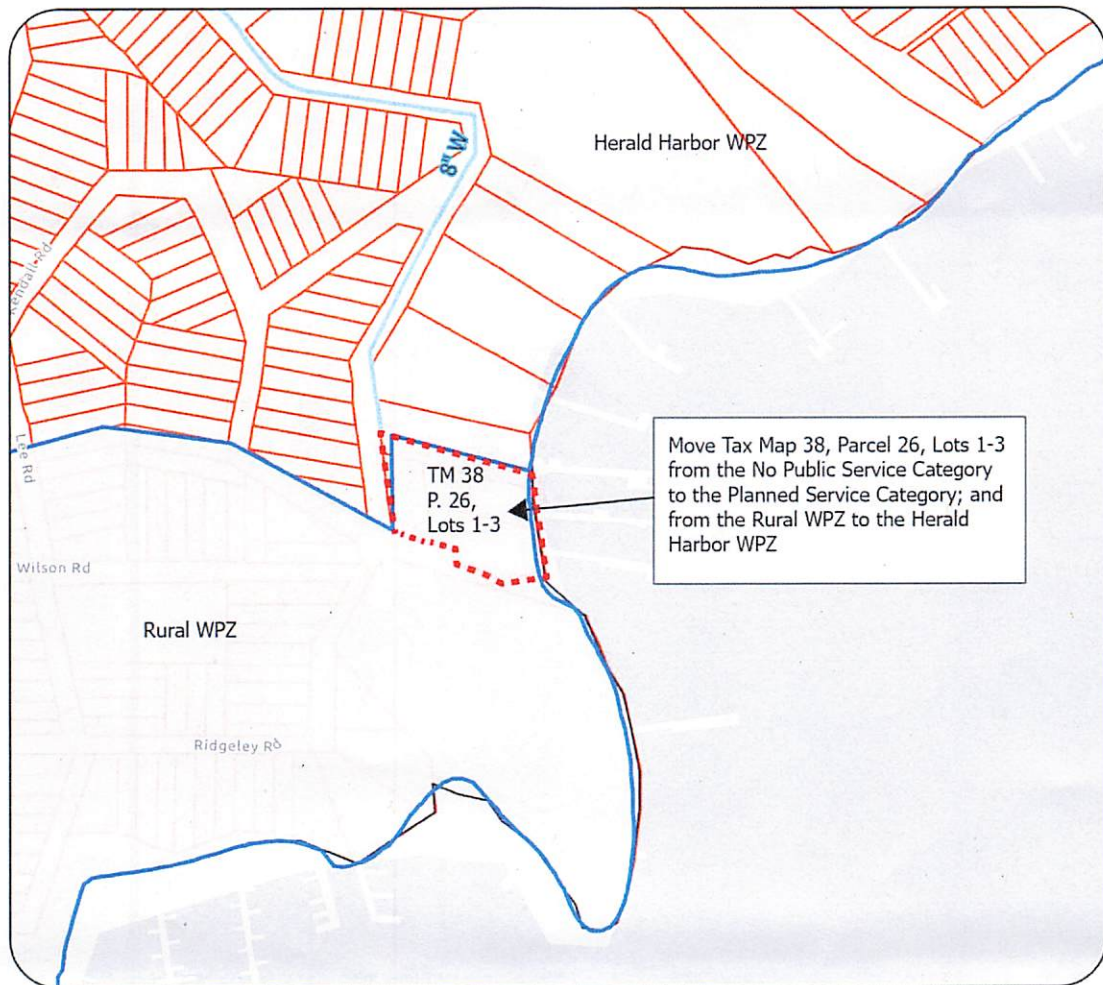 Herald Harbor WPZ
8" W
Kendall Rd
Lee Rd
TM 38
P. 26,
Lots 1-3
Move Tax Map 38, Parcel 26, Lots 1-3
from the No Public Service Category
to the Planned Service Category; and
from the Rural WPZ to the Herald
Harbor WPZ
Wilson Rd
Rural WPZ
Ridgeley Rd